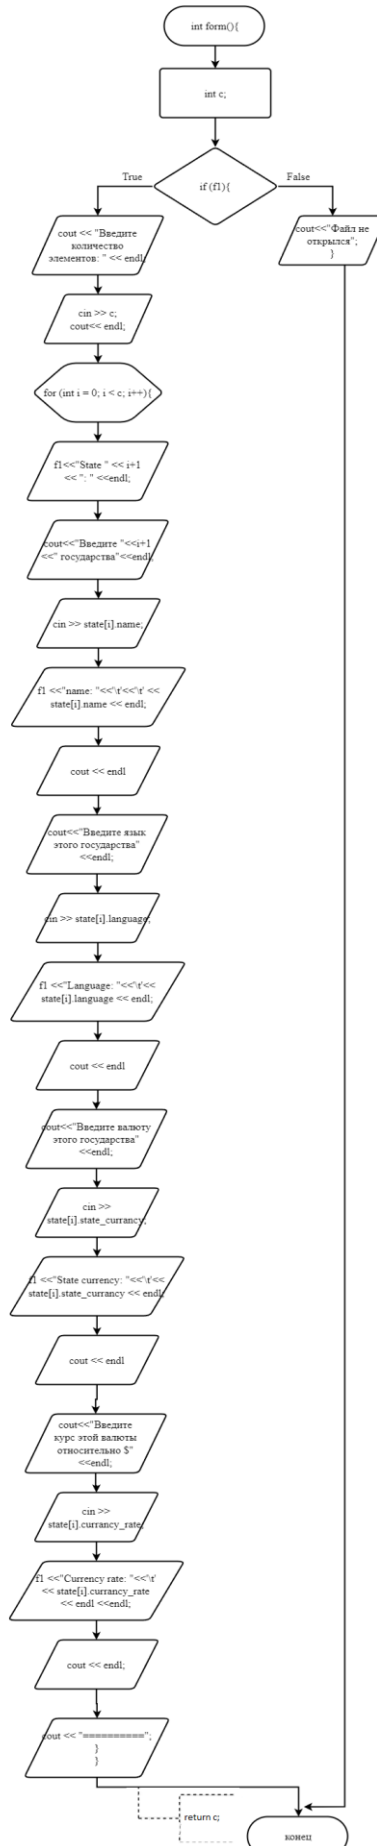 int form(){
int c;
if (f1){
True
False
cout << "Введите
количество
элементов: " << endl;
cout<<"Файл не
открылся";
}
cin >> c;
cout<< endl;
for (int i = 0; i < c; i++){
f1<<"State " << i+1
<< ": " <<endl;
cout<<"Введите "<<i+1
<<" государства"<<endl;
cin >> state[i].name;
f1 <<"name: "<<'\t'<<'\t' <<
state[i].name << endl;
cout << endl
cout<<"Введите язык
этого государства"
<<endl;
cin >> state[i].language;
f1 <<"Language: "<<'\t'<<
state[i].language << endl;
cout << endl
cout<<"Введите валюту
этого государства"
<<endl;
cin >>
state[i].state_currancy;
f1 <<"State currency: "<<'\t'<<
state[i].state_currancy << endl;
cout << endl
cout<<"Введите
курс этой валюты
относительно $"
<<endl;
cin >>
state[i].currancy_rate;
f1 <<"Currency rate: "<<'\t'
<< state[i].currancy_rate
<< endl <<endl;
cout << endl;
cout << "==========";
}
}
return c;
конец